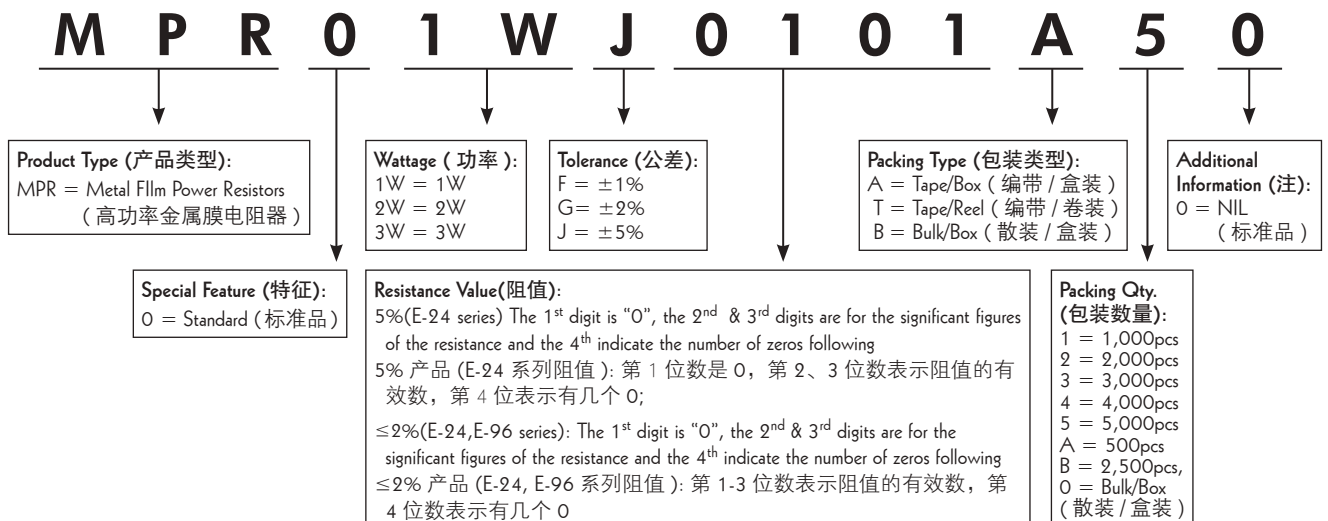 M P R 0 1 W J 0 1 0 1 A 5 0
Product Type (产品类型):
MPR = Metal FIlm Power Resistors
( 高功率金属膜电阻器 )
Wattage ( 功率 ):
1W = 1W
2W = 2W
3W = 3W
Tolerance (公差):
F = ±1%
G= ±2%
J = ±5%
Packing Type (包装类型):
A = Tape/Box ( 编带 / 盒装 )
T = Tape/Reel ( 编带 / 卷装 )
B = Bulk/Box ( 散装 / 盒装 )
Additional
Information (注):
0 = NIL
( 标准品 )
Special Feature (特征):
0 = Standard ( 标准品 )
Resistance Value(阻值):
5%(E-24 series) The 1st digit is “0”, the 2nd & 3rd digits are for the significant figures
of the resistance and the 4th indicate the number of zeros following
5% 产品 (E-24 系列阻值 ): 第 1 位数是 0，第 2、3 位数表示阻值的有
效数，第 4 位表示有几个 0;
≤2%(E-24,E-96 series): The 1st digit is “0”, the 2nd & 3rd digits are for the
significant figures of the resistance and the 4th indicate the number of zeros following
≤2% 产品 (E-24, E-96 系列阻值 ): 第 1-3 位数表示阻值的有效数，第
4 位数表示有几个 0
Packing Qty.
(包装数量):
1 = 1,000pcs
2 = 2,000pcs
3 = 3,000pcs
4 = 4,000pcs
5 = 5,000pcs
A = 500pcs
B = 2,500pcs,
0 = Bulk/Box
( 散装 / 盒装 )